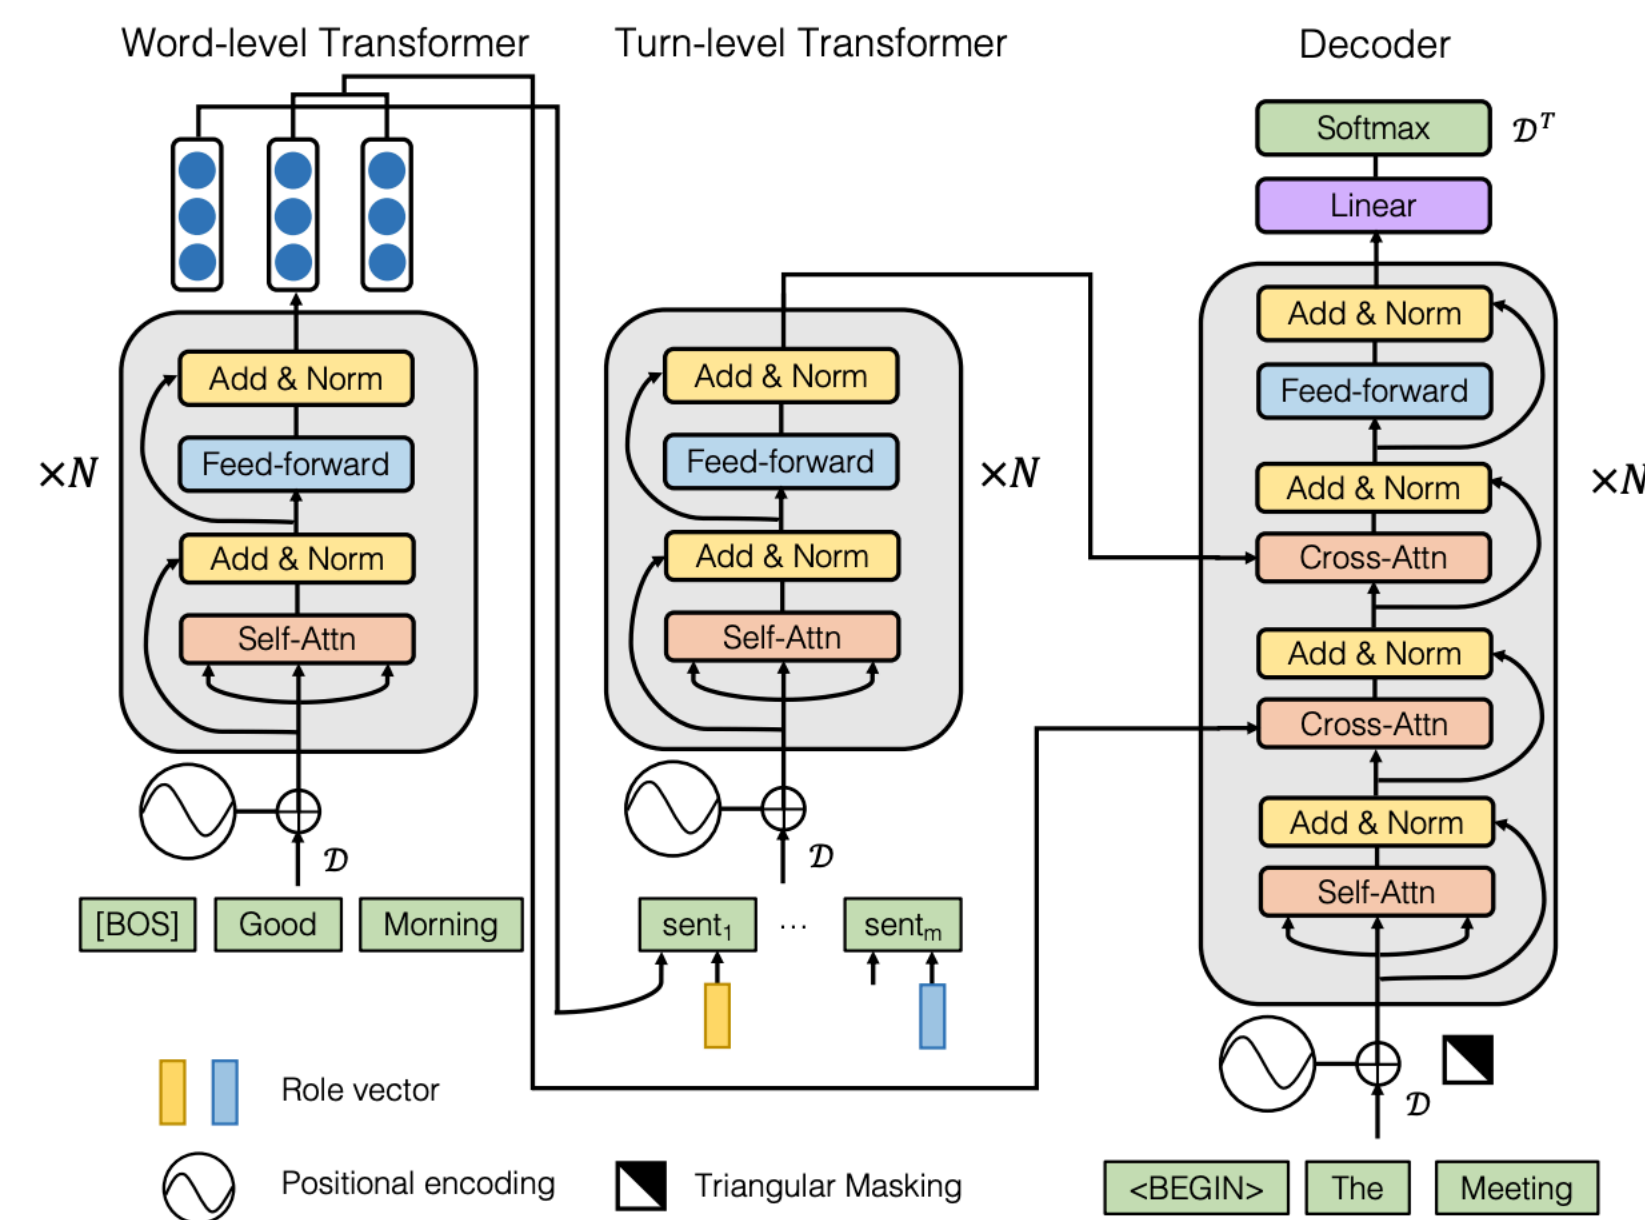 Word-level Transformer
Turn-level Transformer
Decoder
Softmax
𝒟ᵀ
Linear
Add & Norm
Feed-forward
Add & Norm
Self-Attn
×N
𝒟
[BOS] Good Morning
Add & Norm
Feed-forward
Add & Norm
Self-Attn
×N
𝒟
sent₁ ... sentₘ
Add & Norm
Feed-forward
Add & Norm
Cross-Attn
Add & Norm
Cross-Attn
Add & Norm
Self-Attn
×N
𝒟
<BEGIN> The Meeting
Role vector
Positional encoding
Triangular Masking